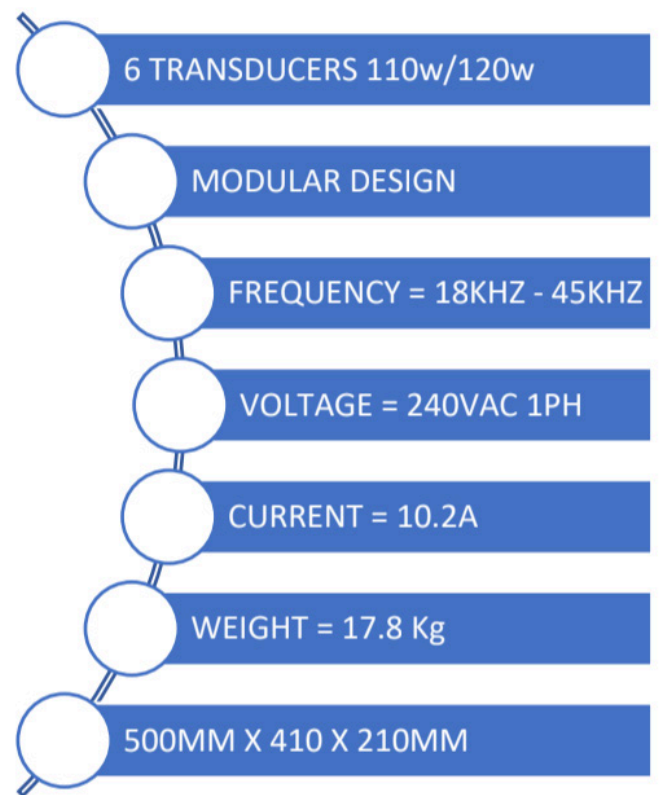 6 TRANSDUCERS 110w/120w
MODULAR DESIGN
FREQUENCY = 18KHZ - 45KHZ
VOLTAGE = 240VAC 1PH
CURRENT = 10.2A
WEIGHT = 17.8 Kg
500MM X 410 X 210MM